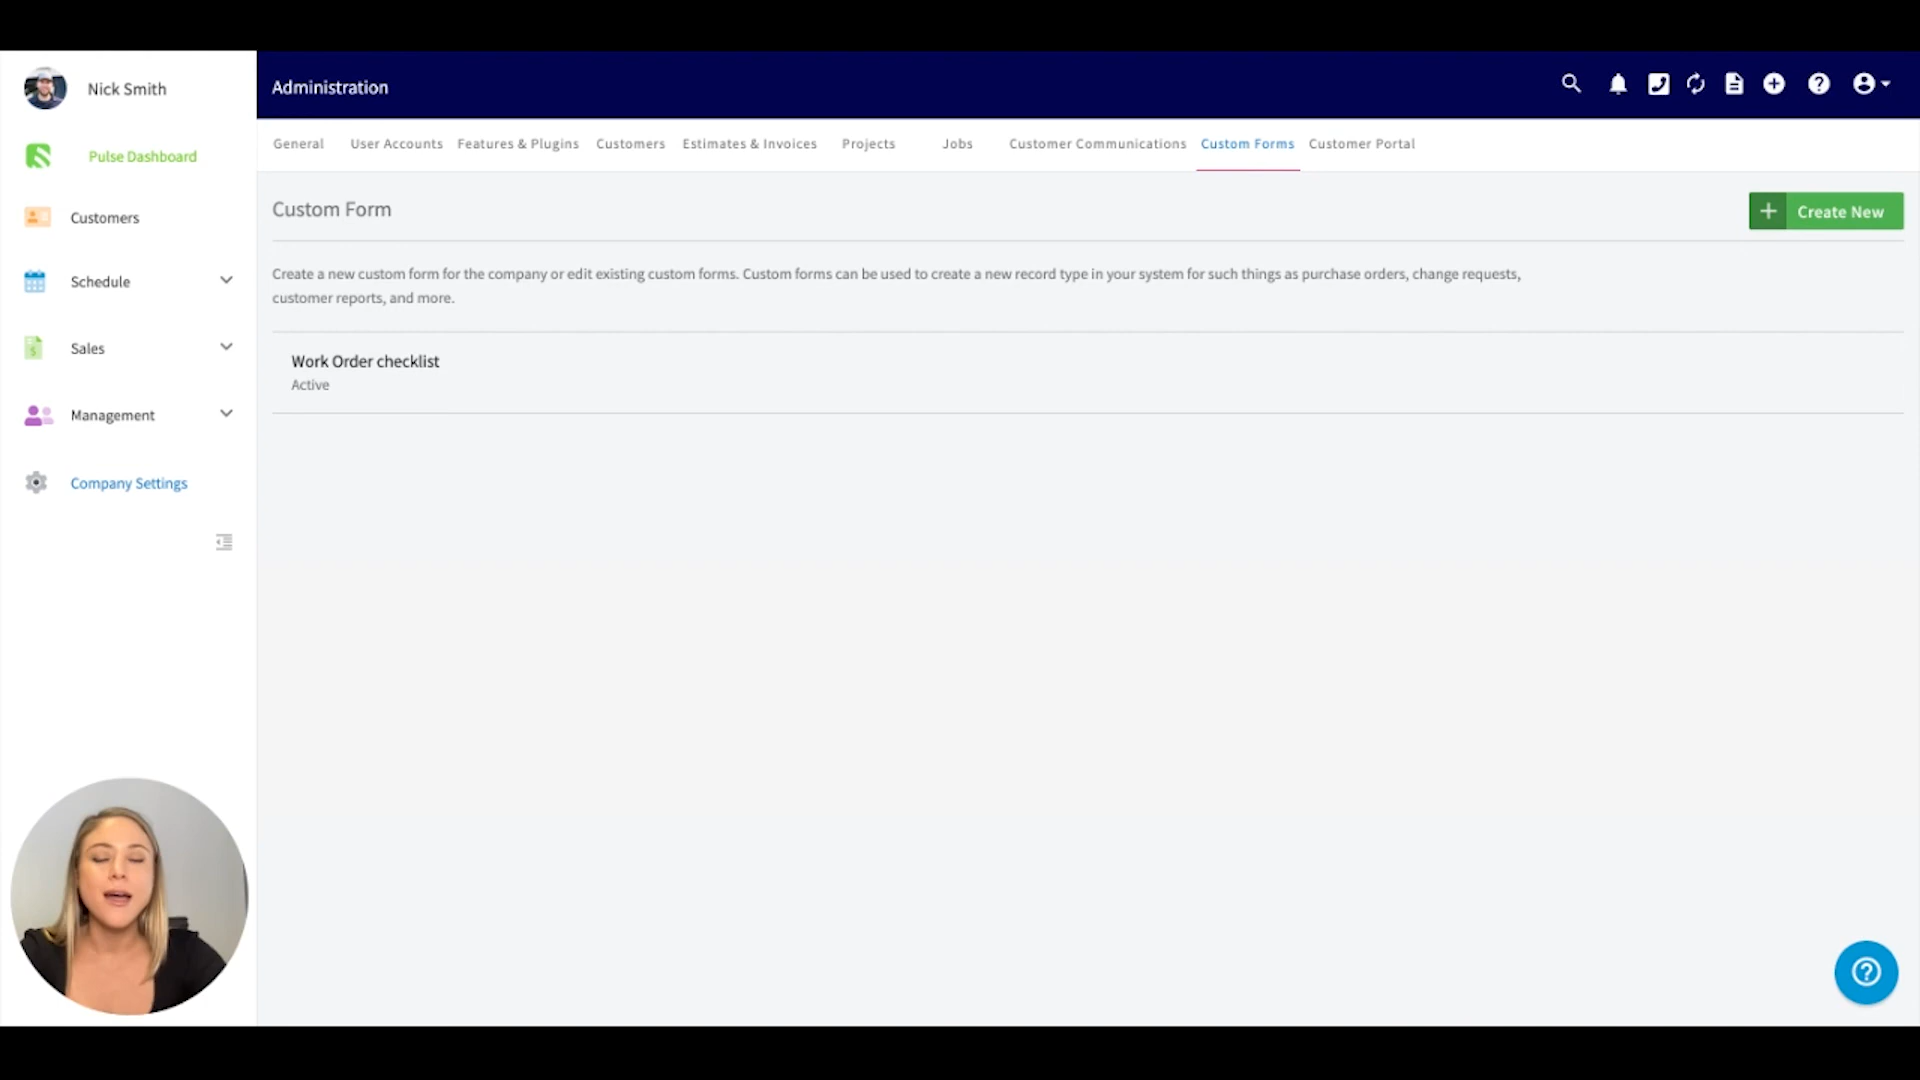 Nick Smith
Administration
Pulse Dashboard
Customers
Schedule
Sales
Management
Company Settings
General
User Accounts
Features & Plugins
Customers
Estimates & Invoices
Projects
Jobs
Customer Communications
Custom Forms
Customer Portal
Custom Form
Create New
Create a new custom form for the company or edit existing custom forms. Custom forms can be used to create a new record type in your system for such things as purchase orders, change requests,
customer reports, and more.
Work Order checklist
Active